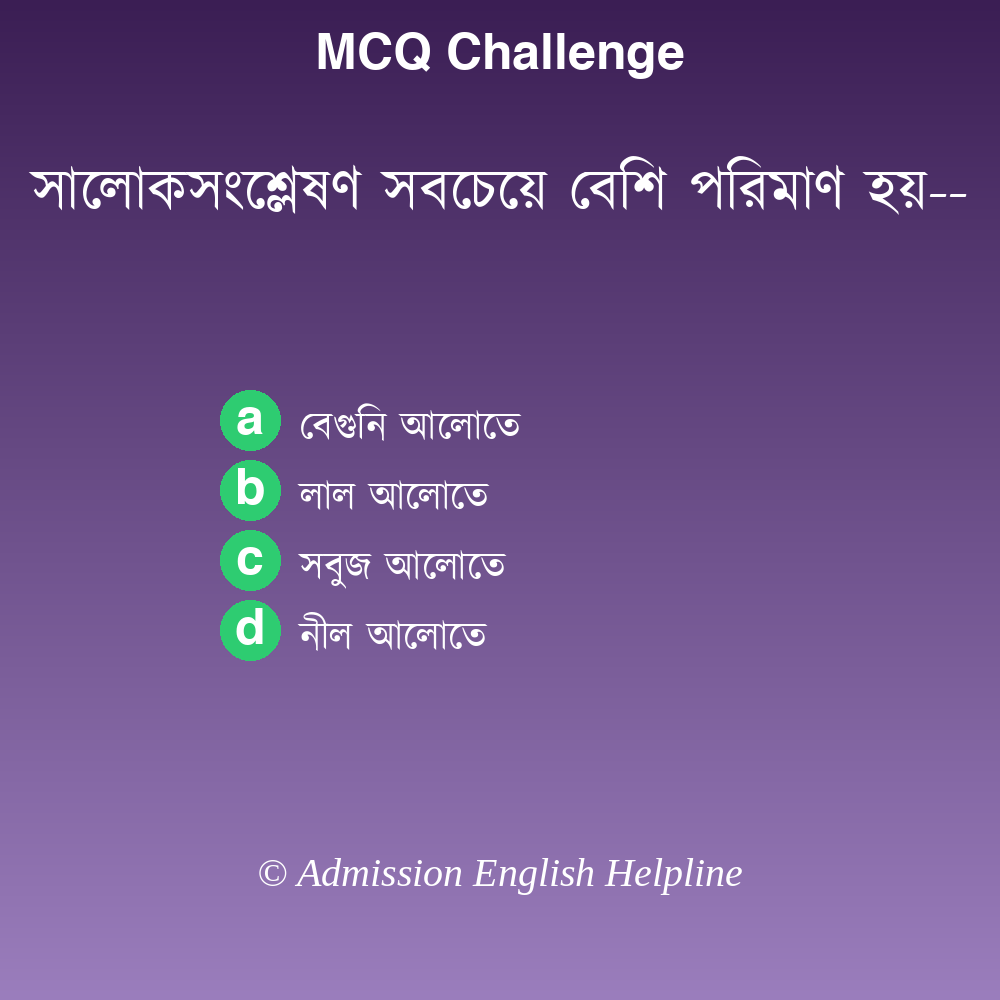 MCQ Challenge
সালোকসংশ্লেষণ সবচেয়ে বেশি পরিমাণ হয়--
a বেগুনি আলোতে
b লাল আলোতে
c সবুজ আলোতে
d নীল আলোতে
© Admission English Helpline